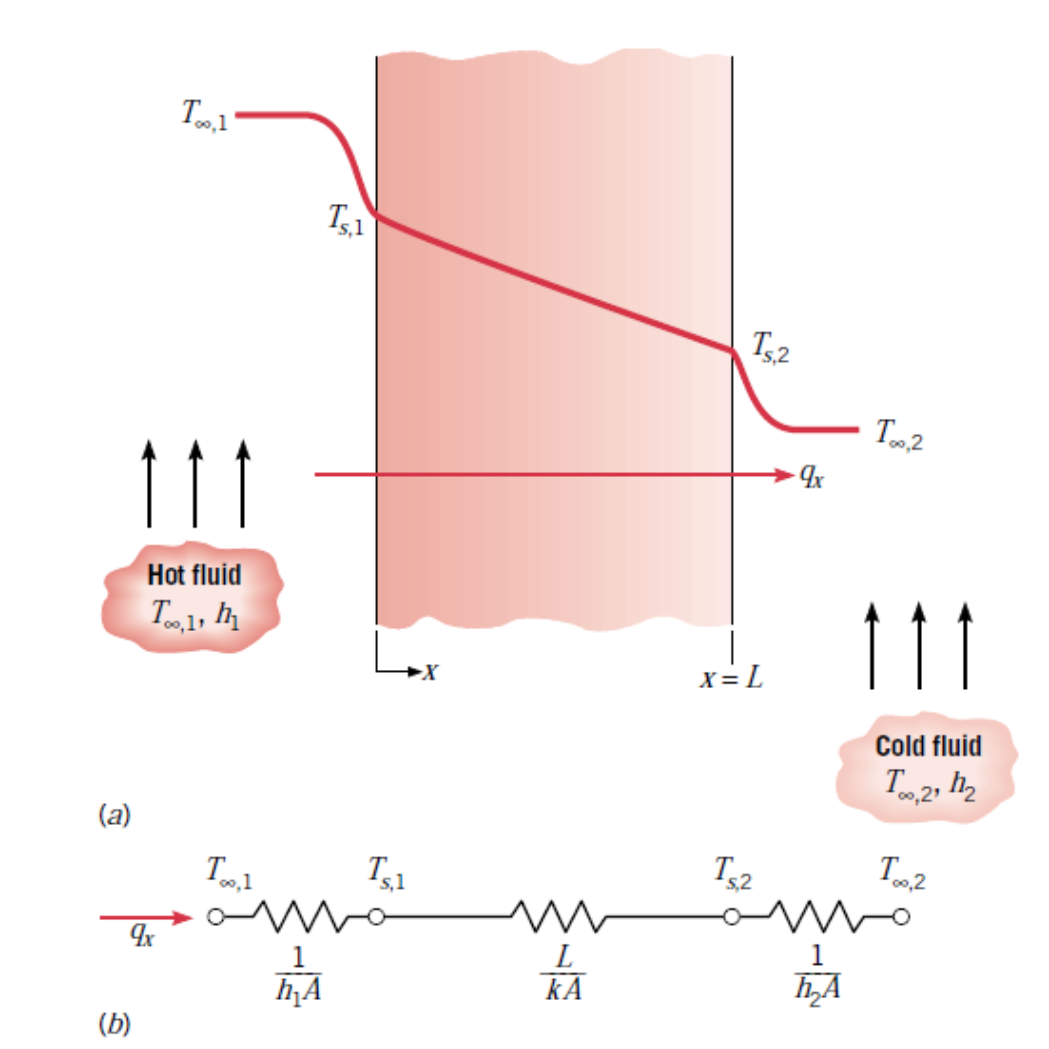 T∞,1
Ts,1
Ts,2
T∞,2
qx
Hot fluid
T∞,1, h1
x
x = L
Cold fluid
T∞,2, h2
(a)
T∞,1 Ts,1 Ts,2 T∞,2
qx
1 L 1
h1A kA h2A
(b)